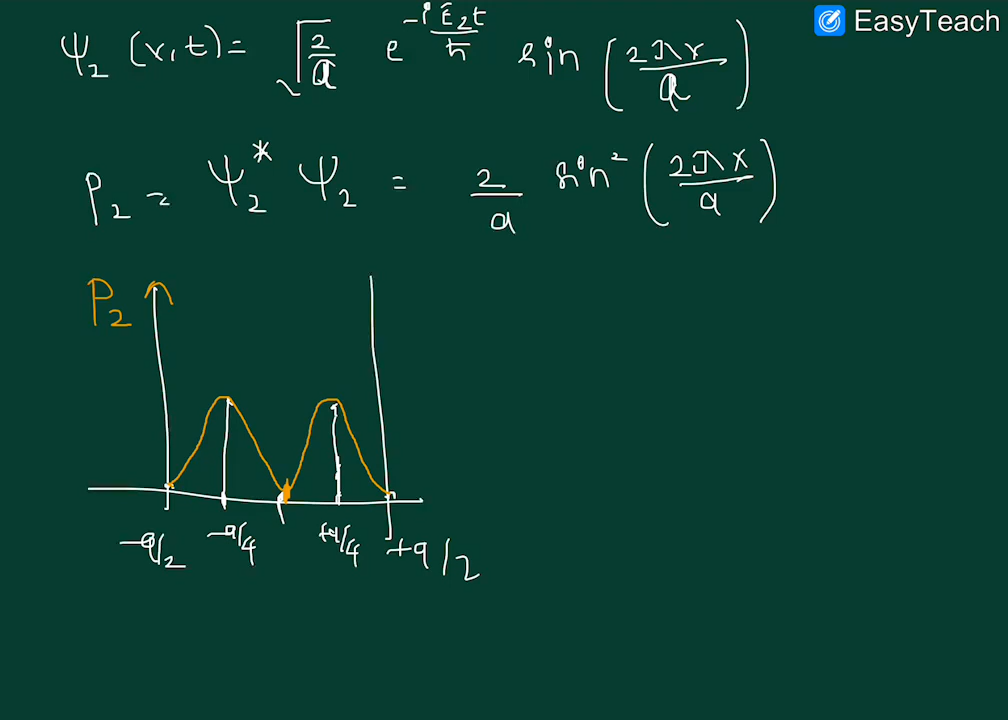 EasyTeach
Ψ₂ (x,t) = √(2/a) e^(-iE₂t/ħ) sin (2πx/a)
P₂ = Ψ₂* Ψ₂ = 2/a sin² (2πx/a)
P₂
-a/2 -a/4 +a/4 +a/2